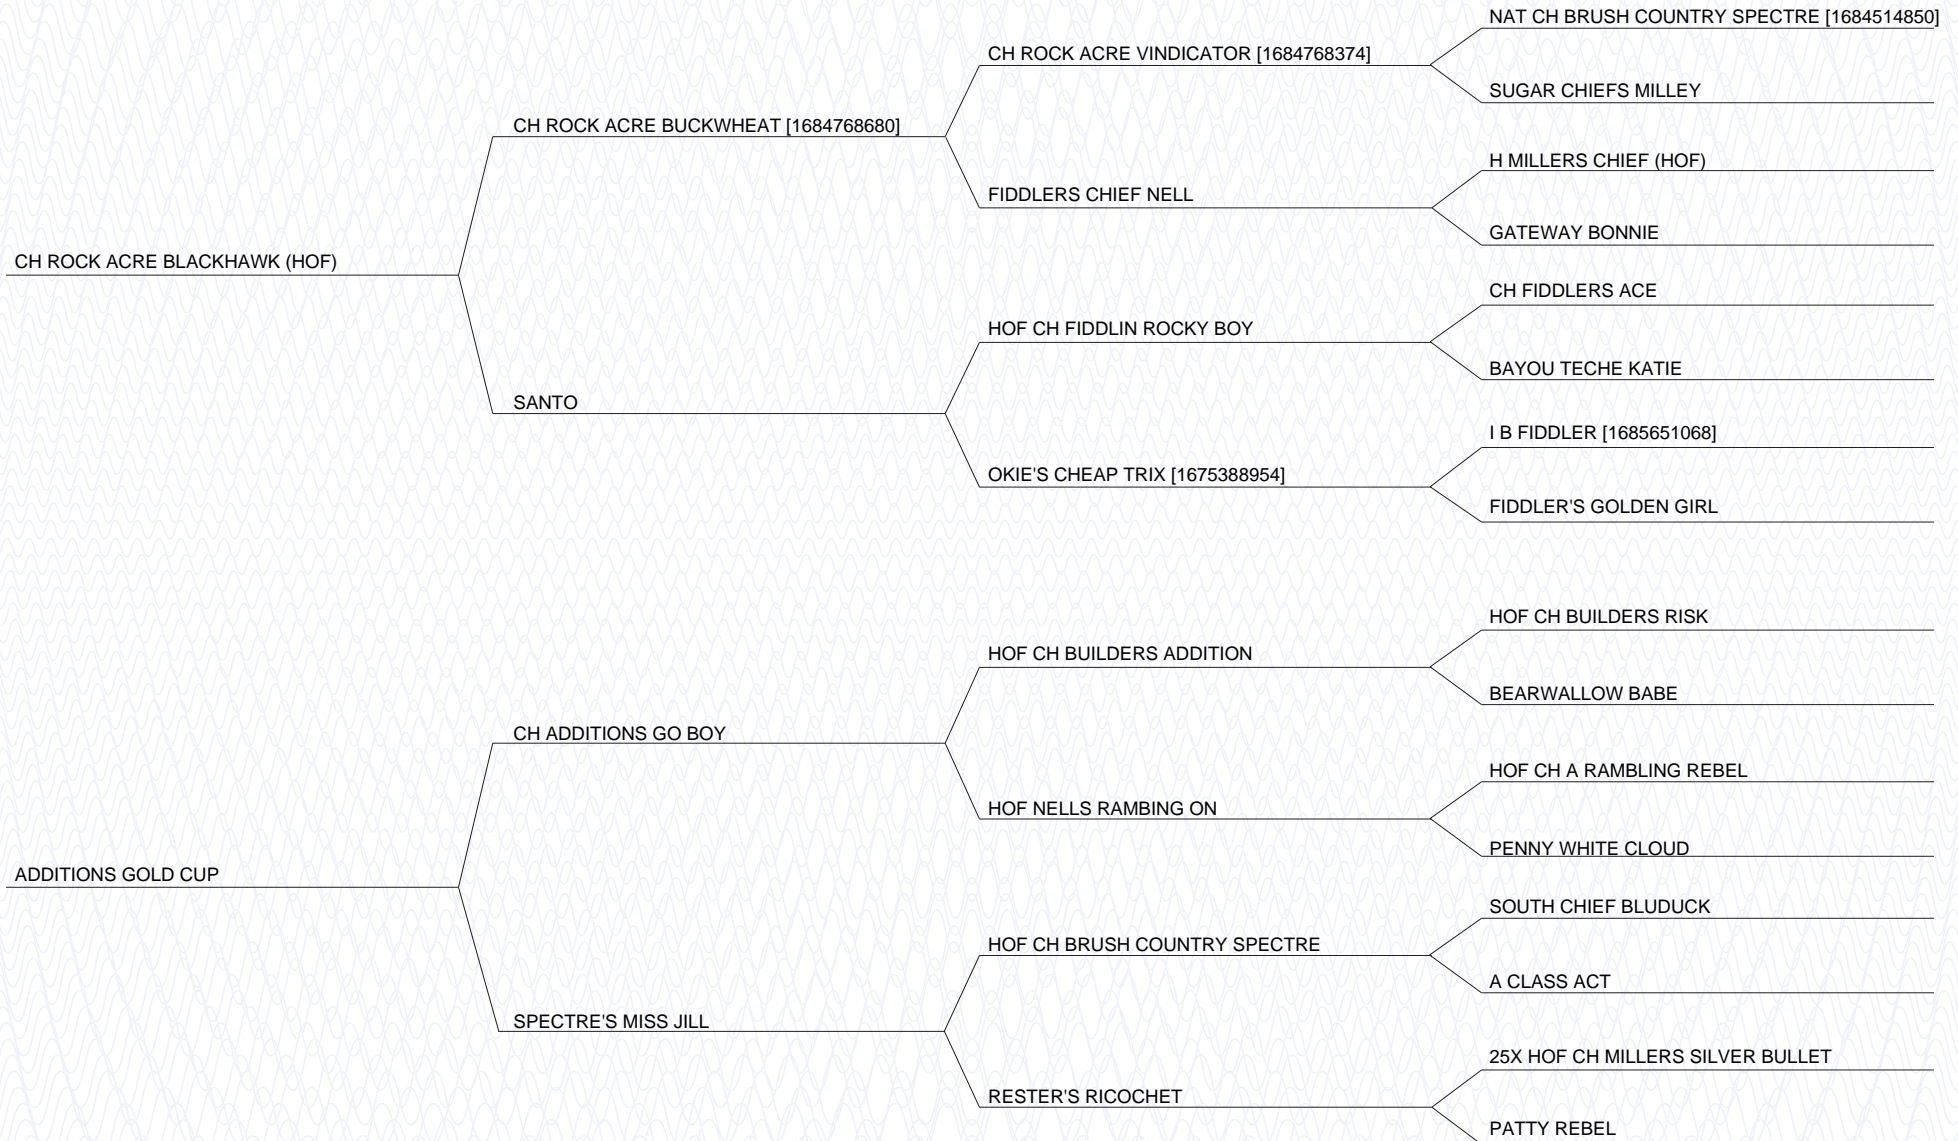 NAT CH BRUSH COUNTRY SPECTRE [1684514850]
CH ROCK ACRE VINDICATOR [1684768374]
SUGAR CHIEFS MILLEY
CH ROCK ACRE BUCKWHEAT [1684768680]
H MILLERS CHIEF (HOF)
FIDDLERS CHIEF NELL
GATEWAY BONNIE
CH ROCK ACRE BLACKHAWK (HOF)
CH FIDDLERS ACE
HOF CH FIDDLIN ROCKY BOY
BAYOU TECHE KATIE
SANTO
I B FIDDLER [1685651068]
OKIE'S CHEAP TRIX [1675388954]
FIDDLER'S GOLDEN GIRL
HOF CH BUILDERS RISK
HOF CH BUILDERS ADDITION
BEARWALLOW BABE
CH ADDITIONS GO BOY
HOF CH A RAMBLING REBEL
HOF NELLS RAMBING ON
PENNY WHITE CLOUD
ADDITIONS GOLD CUP
SOUTH CHIEF BLUDUCK
HOF CH BRUSH COUNTRY SPECTRE
A CLASS ACT
SPECTRE'S MISS JILL
25X HOF CH MILLERS SILVER BULLET
RESTER'S RICOCHET
PATTY REBEL